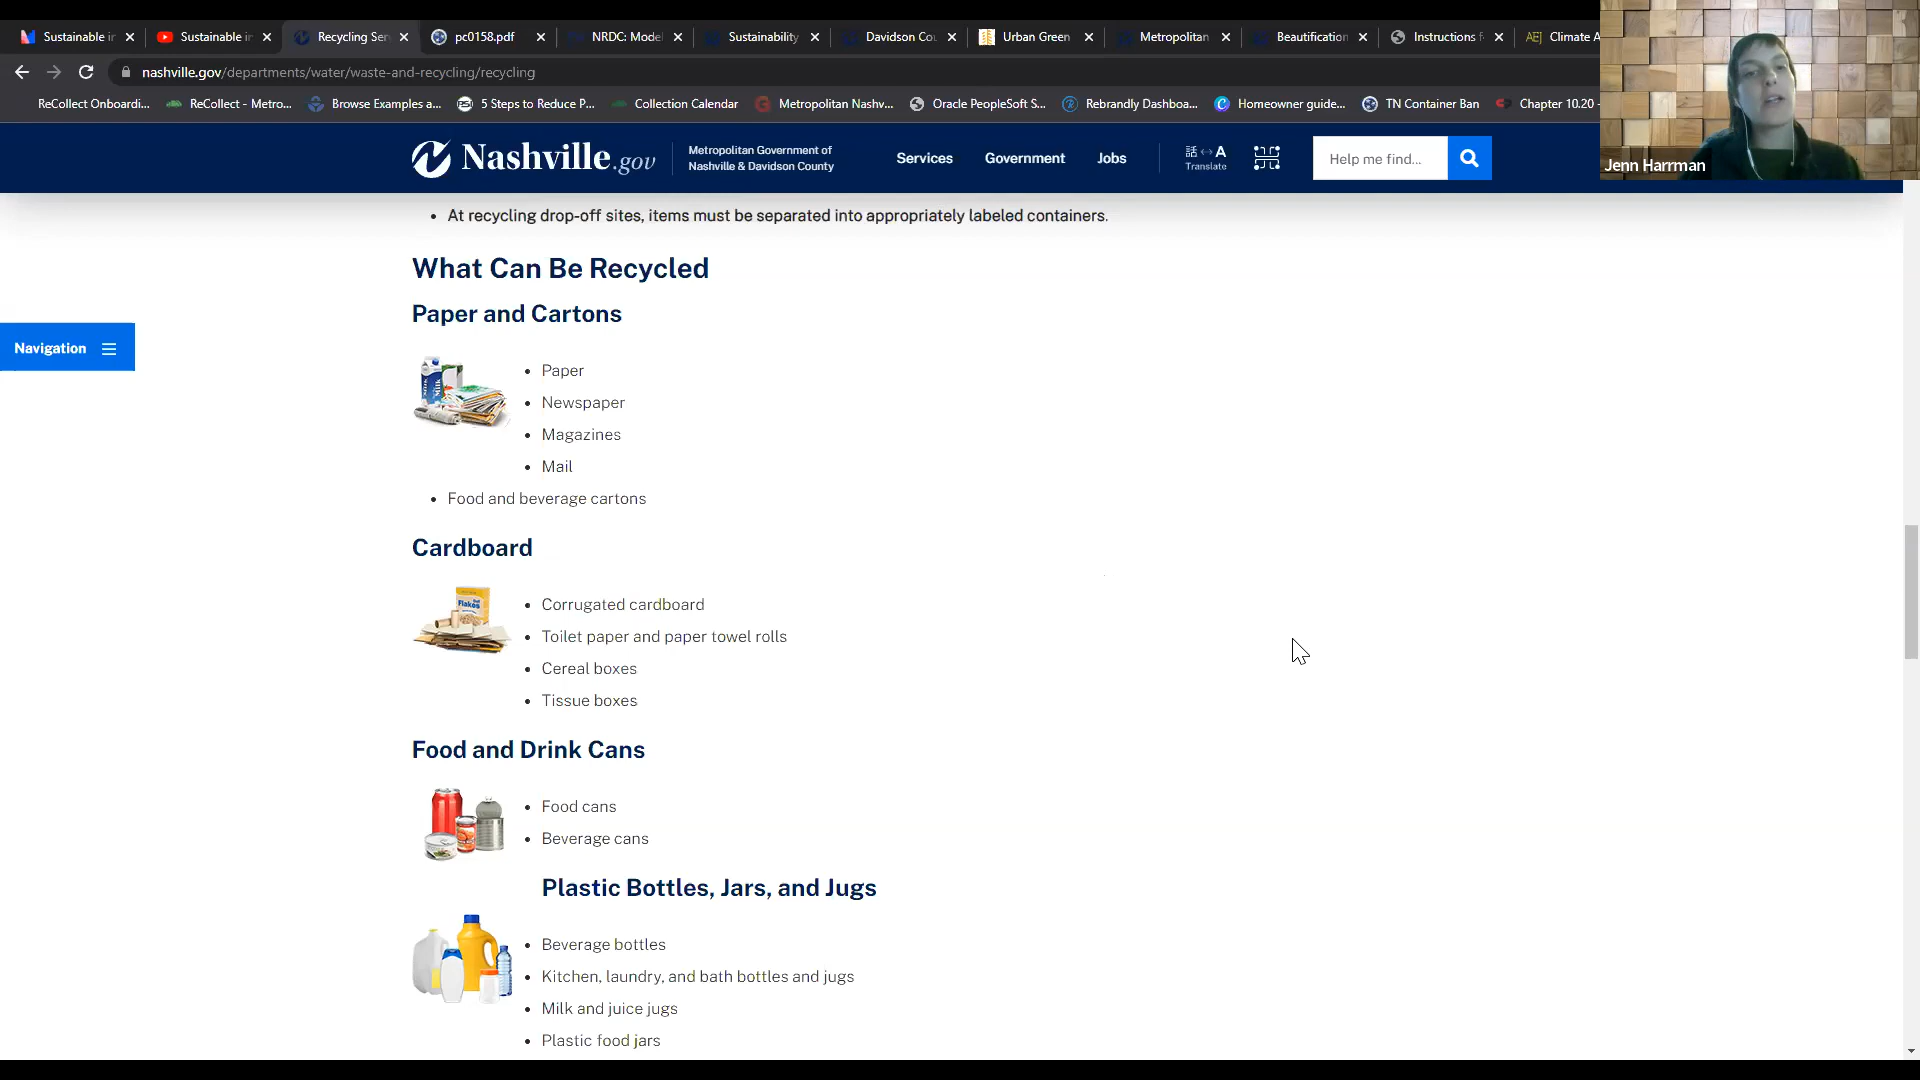 Sustainable in
Sustainable in
Recycling Ser
pc0158.pdf
NRDC: Model
Sustainability
Davidson Cou
Urban Green
Metropolitan
Beautification
Instructions f
AEJ Climate A
nashville.gov/departments/water/waste-and-recycling/recycling
ReCollect Onboardi...
ReCollect - Metro...
Browse Examples a...
5 Steps to Reduce P...
Collection Calendar
Metropolitan Nashv...
Oracle PeopleSoft S...
Rebrandly Dashboa...
Homeowner guide...
TN Container Ban
Chapter 10.20 -
Jenn Harrman
Nashville.gov
Metropolitan Government of
Nashville & Davidson County
Services
Government
Jobs
話↔A
Translate
Help me find...
• At recycling drop-off sites, items must be separated into appropriately labeled containers.
What Can Be Recycled
Paper and Cartons
Navigation
• Paper
• Newspaper
• Magazines
• Mail
• Food and beverage cartons
Cardboard
Flakes
• Corrugated cardboard
• Toilet paper and paper towel rolls
• Cereal boxes
• Tissue boxes
Food and Drink Cans
• Food cans
• Beverage cans
Plastic Bottles, Jars, and Jugs
• Beverage bottles
• Kitchen, laundry, and bath bottles and jugs
• Milk and juice jugs
• Plastic food jars